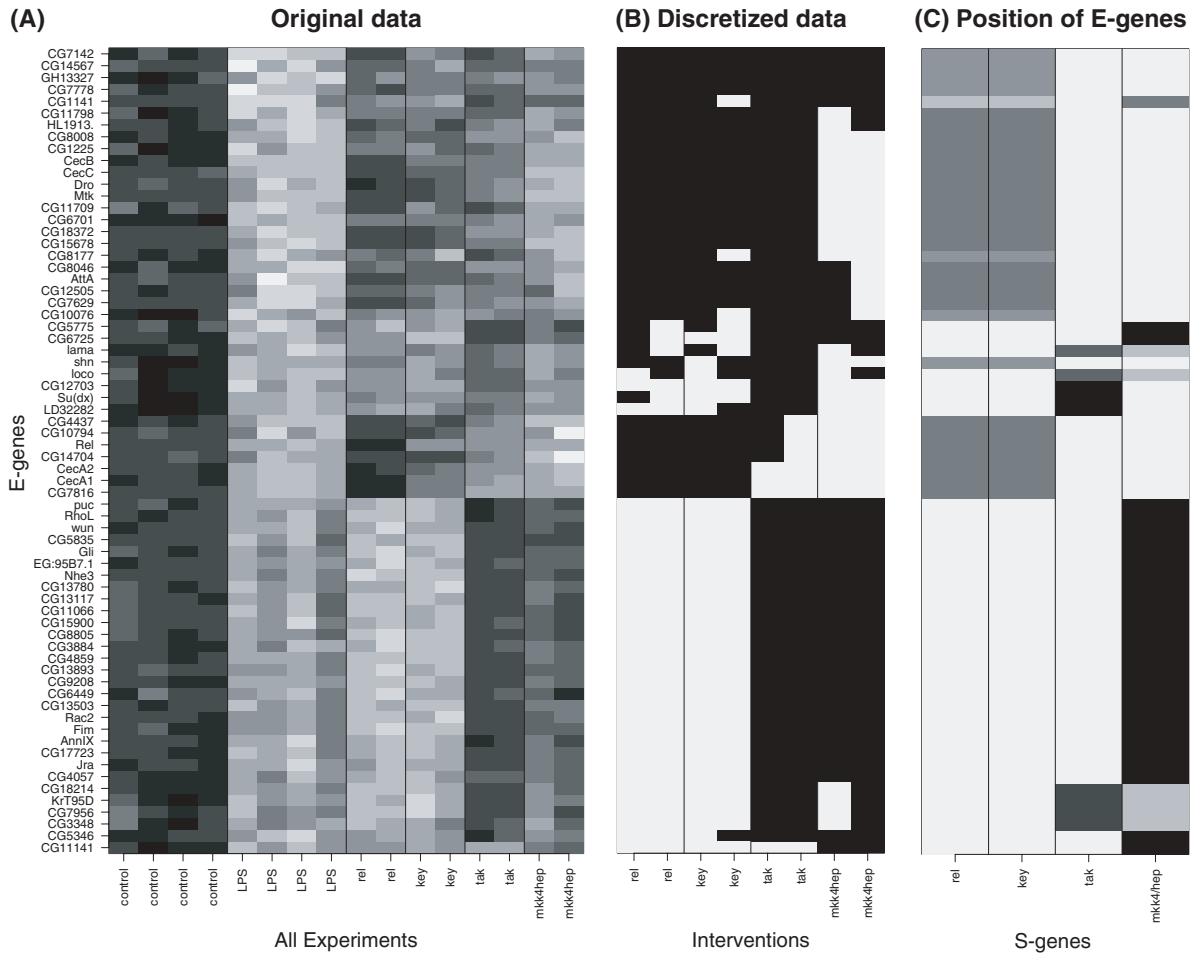 (A) Original data
(B) Discretized data
(C) Position of E-genes
E-genes
CG7142
CG14567
GH13327
CG7778
CG1141
CG11798
HL1913.
CG8008
CG1225
CecB
CecC
Dro
Mtk
CG11709
CG6701
CG18372
CG15678
CG8177
CG8046
AttA
CG12505
CG7629
CG10076
CG5775
CG6725
lama
shn
loco
CG12703
Su(dx)
LD32282
CG4437
CG10794
Rel
CG14704
CecA2
CecA1
CG7816
puc
RhoL
wun
CG5835
Gli
EG:95B7.1
Nhe3
CG13780
CG13117
CG11066
CG15900
CG8805
CG3884
CG4859
CG13893
CG9208
CG6449
CG13503
Rac2
Fim
AnnIX
CG17723
Jra
CG4057
CG18214
KrT95D
CG7956
CG3348
CG5346
CG11141
control
control
control
control
LPS
LPS
LPS
LPS
rel
rel
key
key
tak
tak
mkk4hep
mkk4hep
All Experiments
rel
rel
key
key
tak
tak
mkk4hep
mkk4hep
Interventions
rel
key
tak
mkk4/hep
S-genes